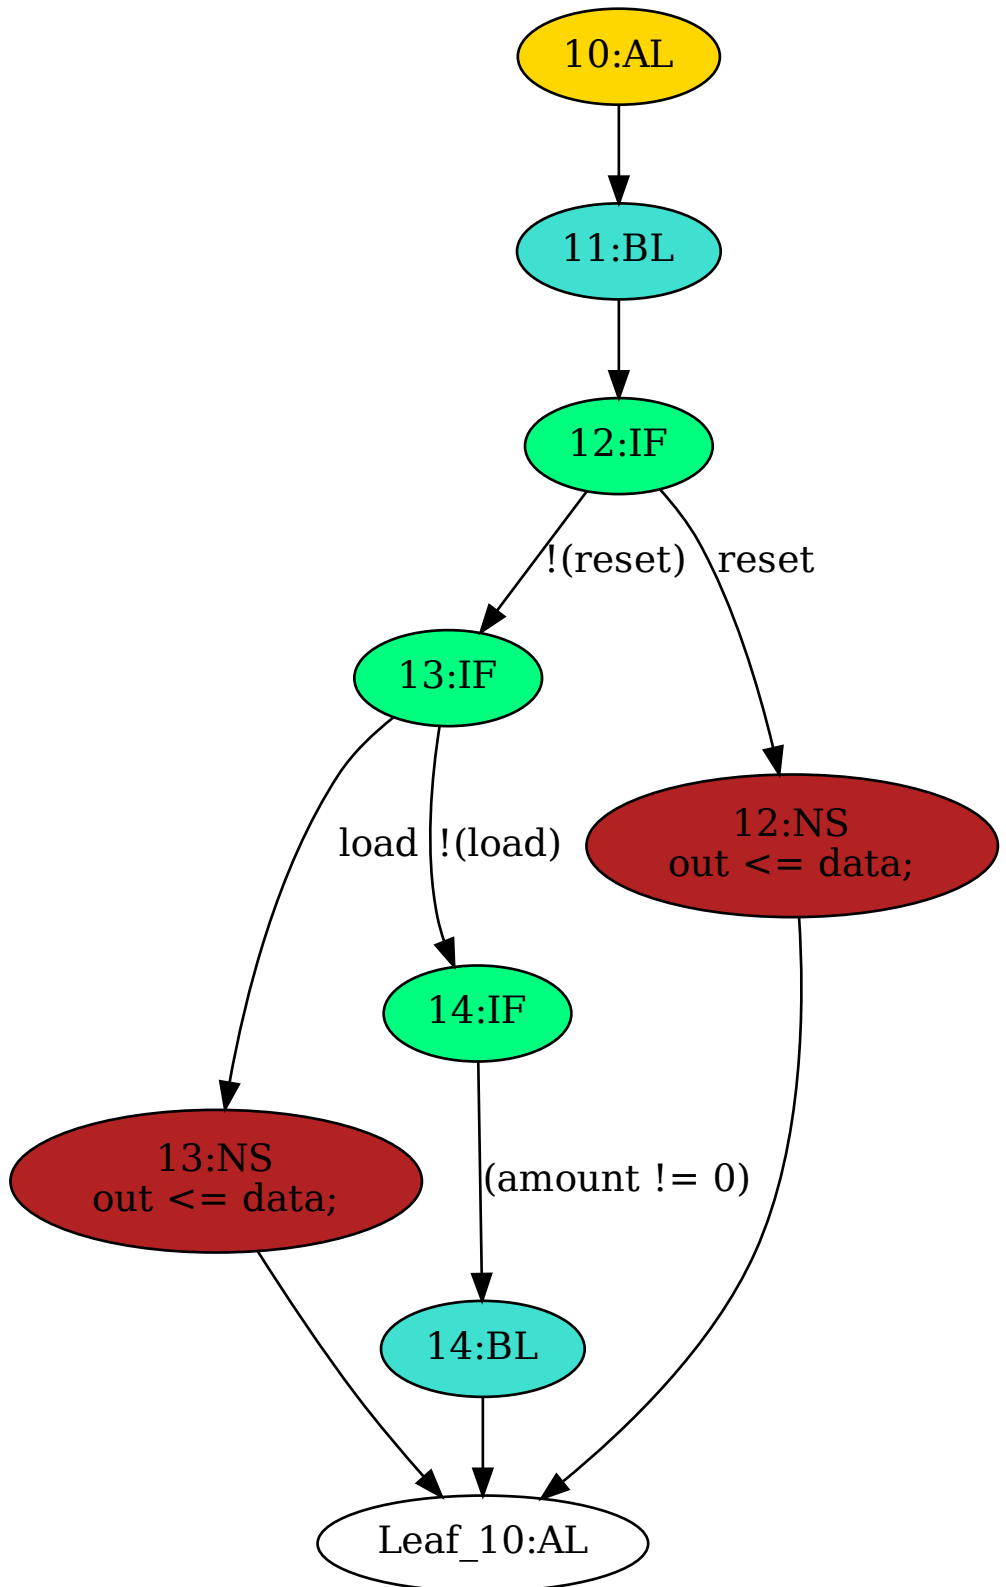 10:AL
11:BL
12:IF
!(reset)
reset
13:IF
12:NS
out <= data;
load
!(load)
14:IF
13:NS
out <= data;
(amount != 0)
14:BL
Leaf_10:AL